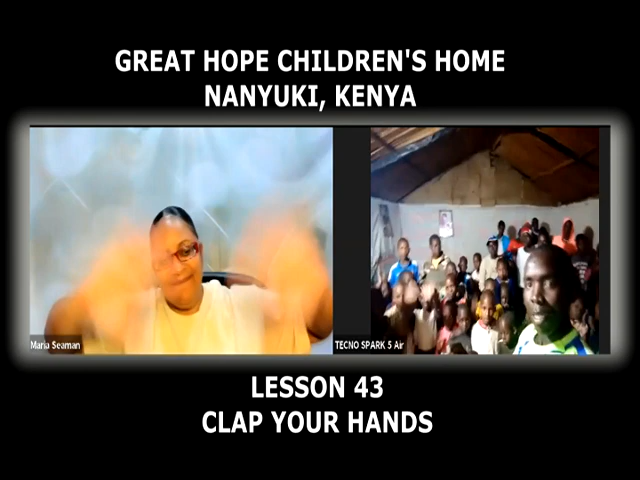 GREAT HOPE CHILDREN'S HOME
NANYUKI, KENYA
Maria Seaman
TECNO SPARK 5 Air
LESSON 43
CLAP YOUR HANDS